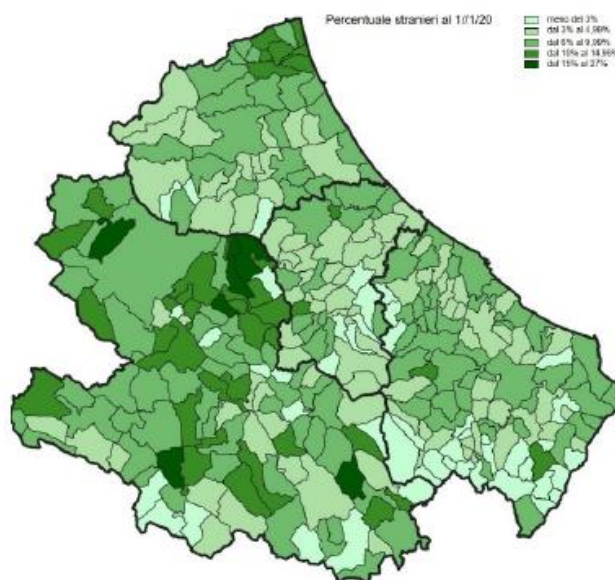 Percentuale stranieri al 1//1/20
meno del 3%
dal 3% al 4,99%
dal 5% al 9,99%
dal 10% al 14,99%
dal 15% al 27%